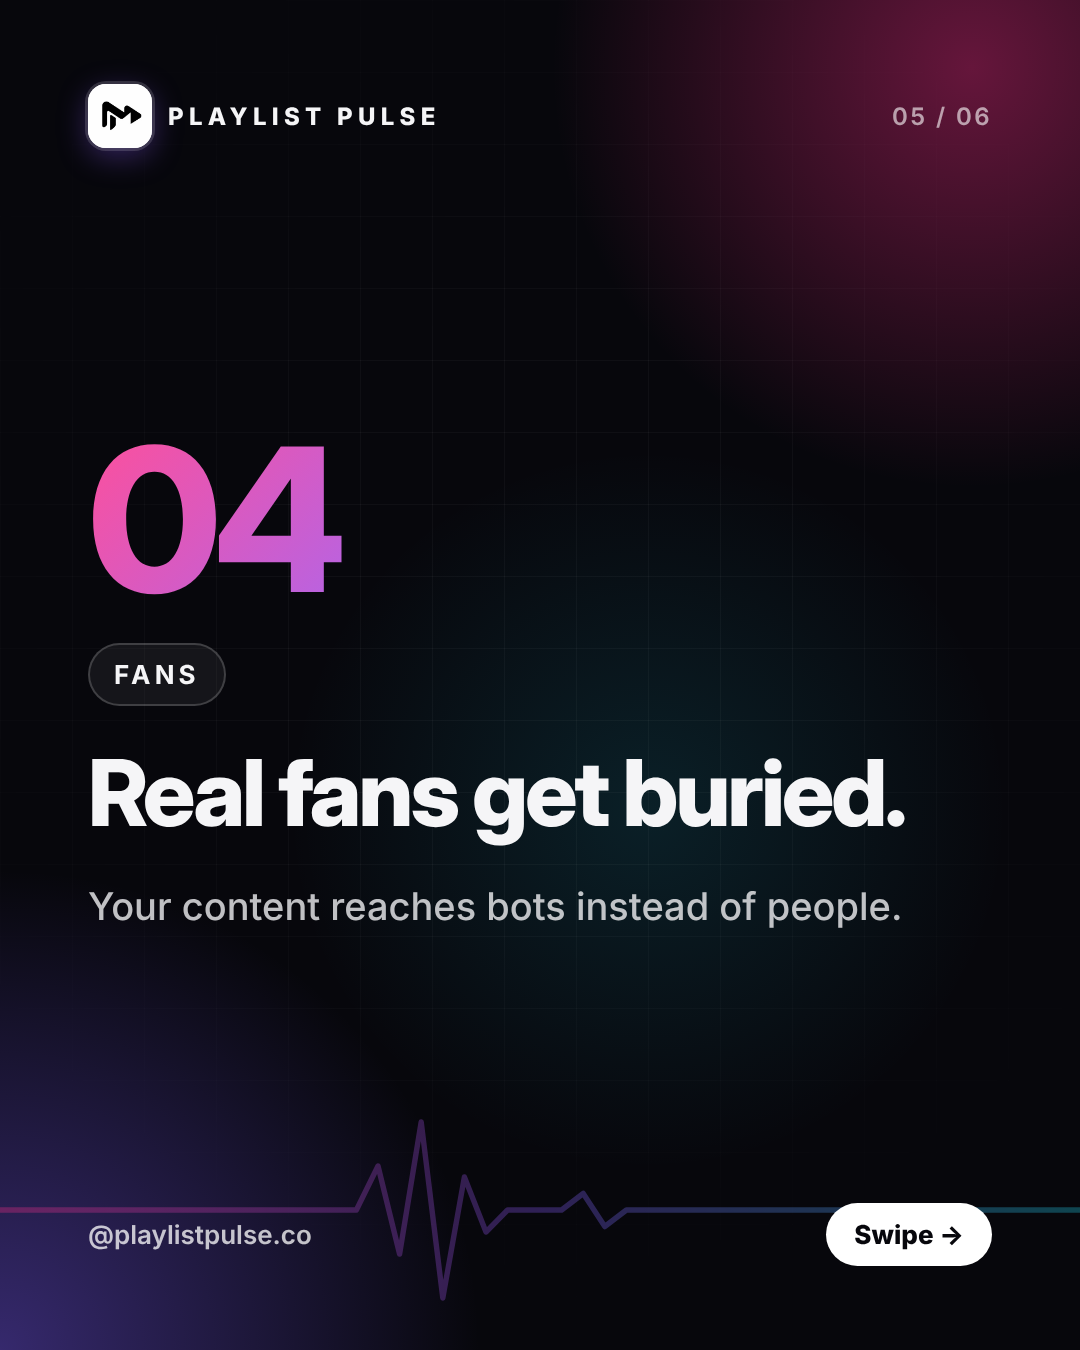 PLAYLIST PULSE
05 / 06
04
FANS
Real fans get buried.
Your content reaches bots instead of people.
@playlistpulse.co
Swipe →